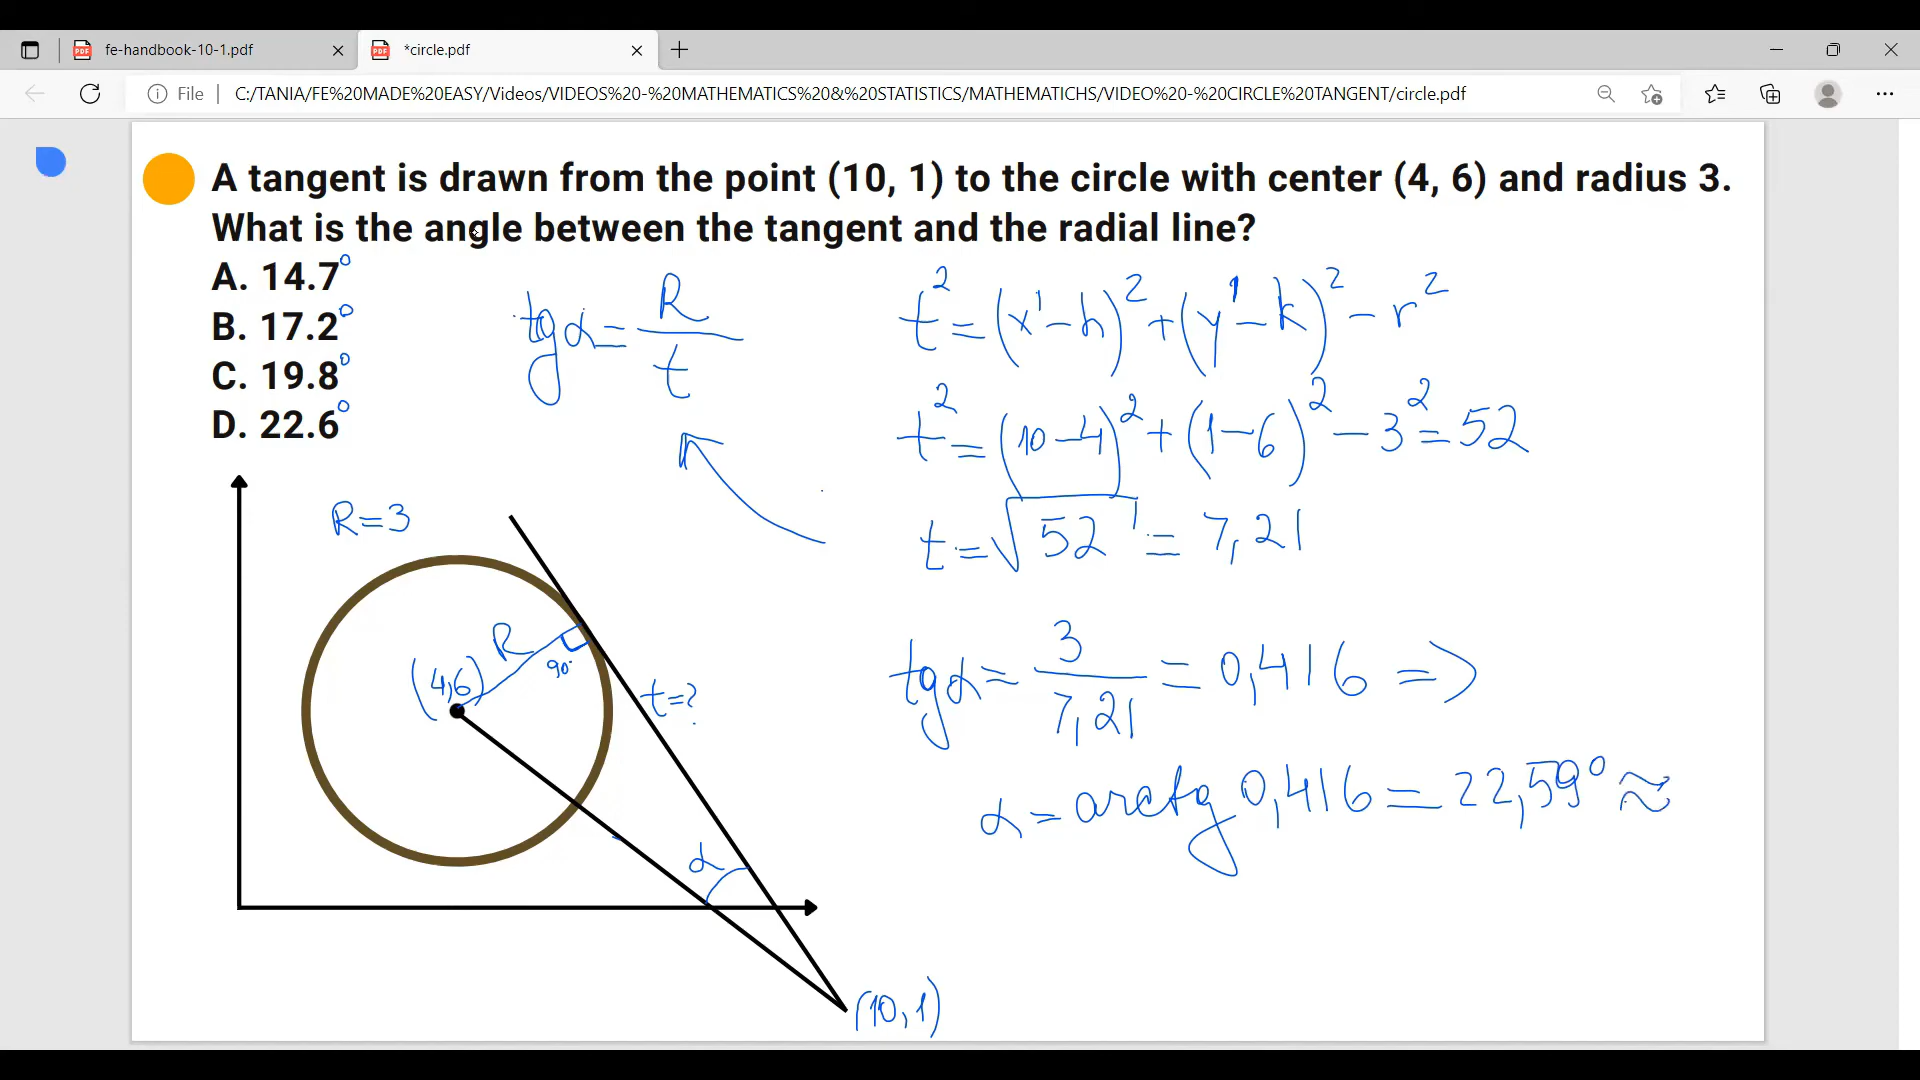 fe-handbook-10-1.pdf
*circle.pdf
File
C:/TANIA/FE%20MADE%20EASY/Videos/VIDEOS%20-%20MATHEMATICS%20&%20STATISTICS/MATHEMATICHS/VIDEO%20-%20CIRCLE%20TANGENT/circle.pdf
A tangent is drawn from the point (10, 1) to the circle with center (4, 6) and radius 3.
What is the angle between the tangent and the radial line?
A. 14.7°
B. 17.2°
C. 19.8°
D. 22.6°
tgα = R/t
t² = (x' - h)² + (y' - k)² - r²
t² = (10 - 4)² + (1 - 6)² - 3² = 52
t = √52 = 7,21
tgα = 3/7,21 = 0,416 =>
α = arctg 0,416 = 22,59° ≈
R=3
R
90°
(4,6)
t=?
α
(10,1)